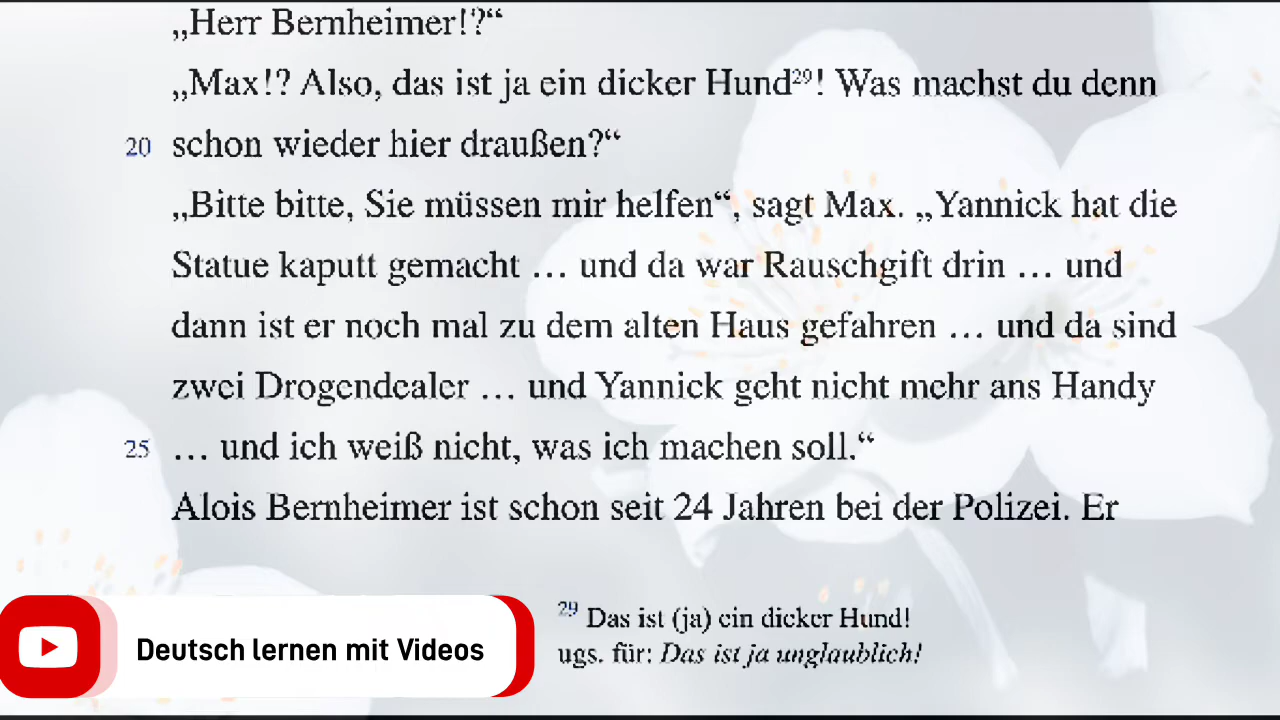 „Herr Bernheimer!?“
„Max!? Also, das ist ja ein dicker Hund²⁹! Was machst du denn
20 schon wieder hier draußen?“
„Bitte bitte, Sie müssen mir helfen“, sagt Max. „Yannick hat die
Statue kaputt gemacht … und da war Rauschgift drin … und
dann ist er noch mal zu dem alten Haus gefahren … und da sind
zwei Drogendealer … und Yannick geht nicht mehr ans Handy
25 … und ich weiß nicht, was ich machen soll.“
Alois Bernheimer ist schon seit 24 Jahren bei der Polizei. Er
²⁹ Das ist (ja) ein dicker Hund!
ugs. für: Das ist ja unglaublich!
Deutsch lernen mit Videos